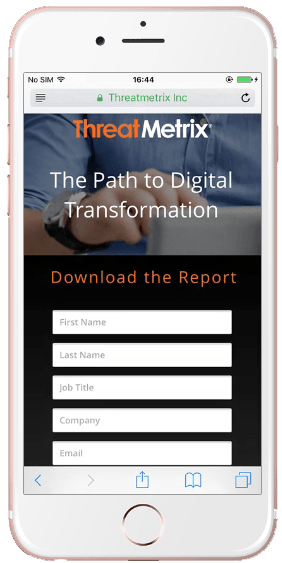 No SIM 16:44
Threatmetrix Inc
ThreatMetrix®
The Path to Digital
Transformation
Download the Report
First Name
Last Name
Job Title
Company
Email